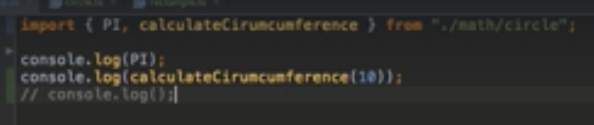 import { PI, calculateCirumcumference } from "./math/circle";
console.log(PI);
console.log(calculateCirumcumference(10));
// console.log();